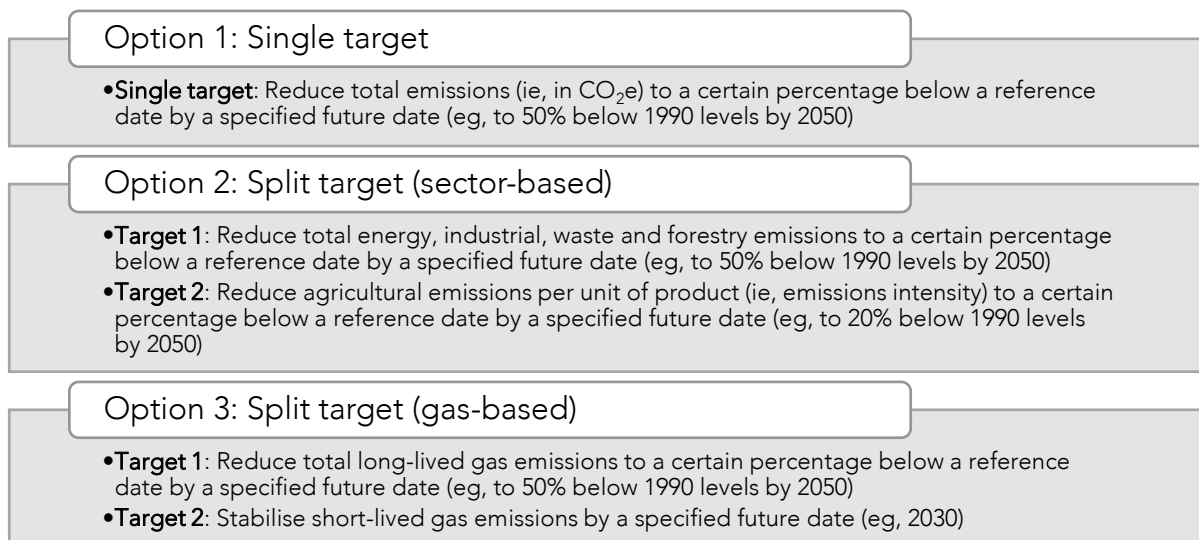 Option 1: Single target
•Single target: Reduce total emissions (ie, in CO₂e) to a certain percentage below a reference
date by a specified future date (eg, to 50% below 1990 levels by 2050)
Option 2: Split target (sector-based)
•Target 1: Reduce total energy, industrial, waste and forestry emissions to a certain percentage
below a reference date by a specified future date (eg, to 50% below 1990 levels by 2050)
•Target 2: Reduce agricultural emissions per unit of product (ie, emissions intensity) to a certain
percentage below a reference date by a specified future date (eg, to 20% below 1990 levels
by 2050)
Option 3: Split target (gas-based)
•Target 1: Reduce total long-lived gas emissions to a certain percentage below a reference
date by a specified future date (eg, to 50% below 1990 levels by 2050)
•Target 2: Stabilise short-lived gas emissions by a specified future date (eg, 2030)